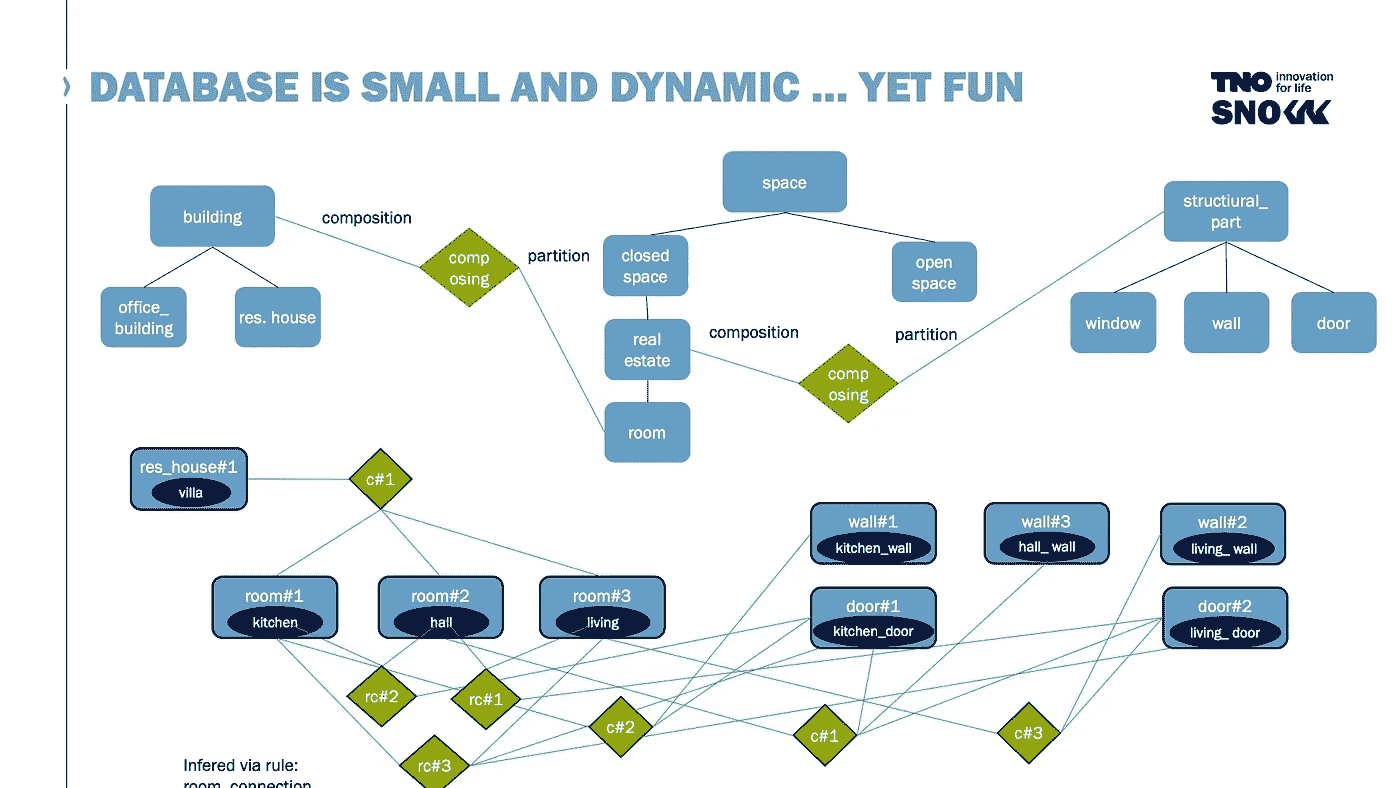 DATABASE IS SMALL AND DYNAMIC ... YET FUN
TNO innovation
for life
SNOW
space
building
composition
comp
osing
partition
closed
space
open
space
structiural_
part
office_
building
res. house
real
estate
composition
partition
comp
osing
window
wall
door
room
res_house#1
villa
c#1
wall#1
kitchen_wall
wall#3
hall_ wall
wall#2
living_ wall
room#1
kitchen
room#2
hall
room#3
living
door#1
kitchen_door
door#2
living_ door
rc#2
rc#1
c#2
c#1
c#3
rc#3
Infered via rule:
room_connection